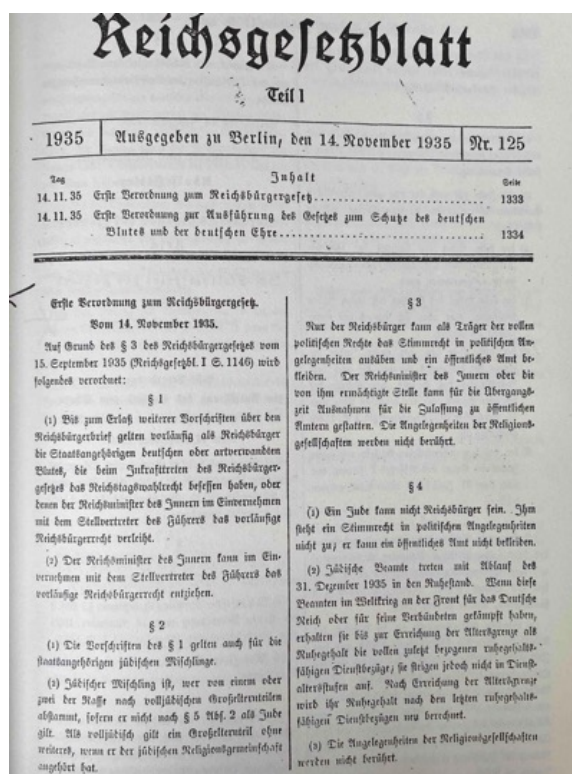 Reichsgesetzblatt
Teil I
1935 Ausgegeben zu Berlin, den 14. November 1935 Nr. 125
Tag Inhalt Seite
14. 11. 35 Erste Verordnung zum Reichsbürgergesetz. 1333
14. 11. 35 Erste Verordnung zur Ausführung des Gesetzes zum Schutze des deutschen
Blutes und der deutschen Ehre. 1334
Erste Verordnung zum Reichsbürgergesetz.
Vom 14. November 1935.
Auf Grund des § 3 des Reichsbürgergesetzes vom
15. September 1935 (Reichsgesetzbl. I S. 1146) wird
folgendes verordnet:
§ 1
(1) Bis zum Erlaß weiterer Vorschriften über den
Reichsbürgerbrief gelten vorläufig als Reichsbürger
die Staatsangehörigen deutschen oder artverwandten
Blutes, die beim Inkrafttreten des Reichsbürger-
gesetzes das Reichstagswahlrecht besessen haben, oder
denen der Reichsminister des Innern im Einvernehmen
mit dem Stellvertreter des Führers das vorläufige
Reichsbürgerrecht verleiht.
(2) Der Reichsminister des Innern kann im Ein-
vernehmen mit dem Stellvertreter des Führers das
vorläufige Reichsbürgerrecht entziehen.
§ 2
(1) Die Vorschriften des § 1 gelten auch für die
staatsangehörigen jüdischen Mischlinge.
(2) Jüdischer Mischling ist, wer von einem oder
zwei der Rasse nach volljüdischen Großelternteilen
abstammt, sofern er nicht nach § 5 Abs. 2 als Jude
gilt. Als volljüdisch gilt ein Großelternteil ohne
weiteres, wenn er der jüdischen Religionsgemeinschaft
angehört hat.
§ 3
Nur der Reichsbürger kann als Träger der vollen
politischen Rechte das Stimmrecht in politischen An-
gelegenheiten ausüben und ein öffentliches Amt be-
kleiden. Der Reichsminister des Innern oder die
von ihm ermächtigte Stelle kann für die Übergangs-
zeit Ausnahmen für die Zulassung zu öffentlichen
Ämtern gestatten. Die Angelegenheiten der Religions-
gesellschaften werden nicht berührt.
§ 4
(1) Ein Jude kann nicht Reichsbürger sein. Ihm
steht ein Stimmrecht in politischen Angelegenheiten
nicht zu; er kann ein öffentliches Amt nicht bekleiden.
(2) Jüdische Beamte treten mit Ablauf des
31. Dezember 1935 in den Ruhestand. Wenn diese
Beamten im Weltkrieg an der Front für das Deutsche
Reich oder für seine Verbündeten gekämpft haben,
erhalten sie bis zur Erreichung der Altersgrenze als
Ruhegehalt die vollen zuletzt bezogenen ruhegehalts-
fähigen Dienstbezüge; sie steigen jedoch nicht in Dienst-
altersstufen auf. Nach Erreichung der Altersgrenze
wird ihr Ruhegehalt nach den letzten ruhegehalts-
fähigen Dienstbezügen neu berechnet.
(3) Die Angelegenheiten der Religionsgesellschaften
werden nicht berührt.